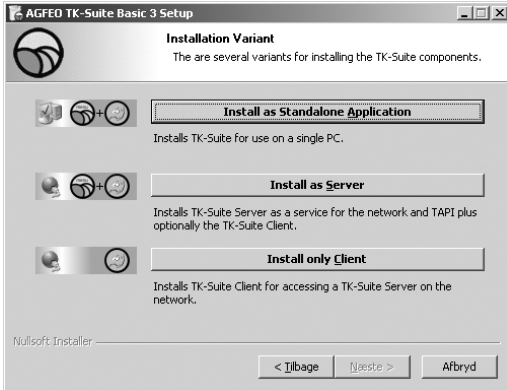 AGFEO TK-Suite Basic 3 Setup
Installation Variant
The are several variants for installing the TK-Suite components.
Install as Standalone Application
Installs TK-Suite for use on a single PC.
Install as Server
Installs TK-Suite Server as a service for the network and TAPI plus
optionally the TK-Suite Client.
Install only Client
Installs TK-Suite Client for accessing a TK-Suite Server on the
network.
Nullsoft Installer
< Tilbage
Næste >
Afbryd